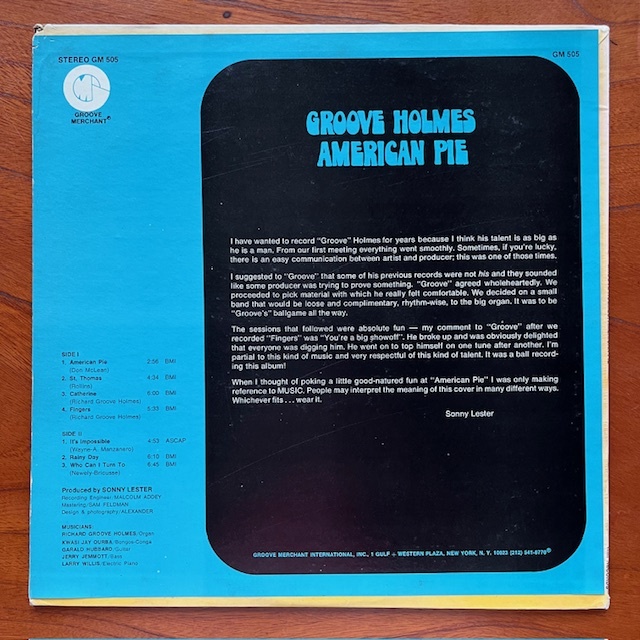 STEREO GM 505
GM 505
GROOVE
MERCHANT
GROOVE HOLMES
AMERICAN PIE
I have wanted to record "Groove" Holmes for years because I think his talent is as big as
he is a man. From our first meeting everything went smoothly. Sometimes, if you're lucky,
there is an easy communication between artist and producer; this was one of those times.
I suggested to "Groove" that some of his previous records were not his and they sounded
like some producer was trying to prove something. "Groove" agreed wholeheartedly. We
proceeded to pick material with which he really felt comfortable. We decided on a small
band that would be loose and complimentary, rhythm-wise, to the big organ. It was to be
"Groove's" ballgame all the way.
The sessions that followed were absolute fun — my comment to "Groove" after we
recorded "Fingers" was "You're a big showoff". He broke up and was obviously delighted
that everyone was digging him. He went on to top himself on one tune after another. I'm
partial to this kind of music and very respectful of this kind of talent. It was a ball record-
ing this album!
When I thought of poking a little good-natured fun at "American Pie" I was only making
reference to MUSIC. People may interpret the meaning of this cover in many different ways.
Whichever fits . . . wear it.
Sonny Lester
SIDE I
1. American Pie 2:06 BMI
(Don McLean)
2. St. Thomas 4:34 BMI
(Rollins)
3. Catherine 6:00 BMI
(Richard Groove Holmes)
4. Fingers 5:33 BMI
(Richard Groove Holmes)
SIDE II
1. It's Impossible 4:53 ASCAP
(Wayne-A. Manzanero)
2. Rainy Day 6:10 BMI
3. Who Can I Turn To 6:45 BMI
(Newely-Bricusse)
Produced by SONNY LESTER
Recording Engineer/MALCOLM ADDEY
Mastering/SAM FELDMAN
Design & photography/ALEXANDER
MUSICIANS:
RICHARD GROOVE HOLMES/Organ
KWASI JAY OURBA/Bongos-Conga
GARALD HUBBARD/Guitar
JERRY JEMMOTT/Bass
LARRY WILLIS/Electric Piano
GROOVE MERCHANT INTERNATIONAL, INC., 1 GULF + WESTERN PLAZA, NEW YORK, N. Y. 10023 (212) 541-8770